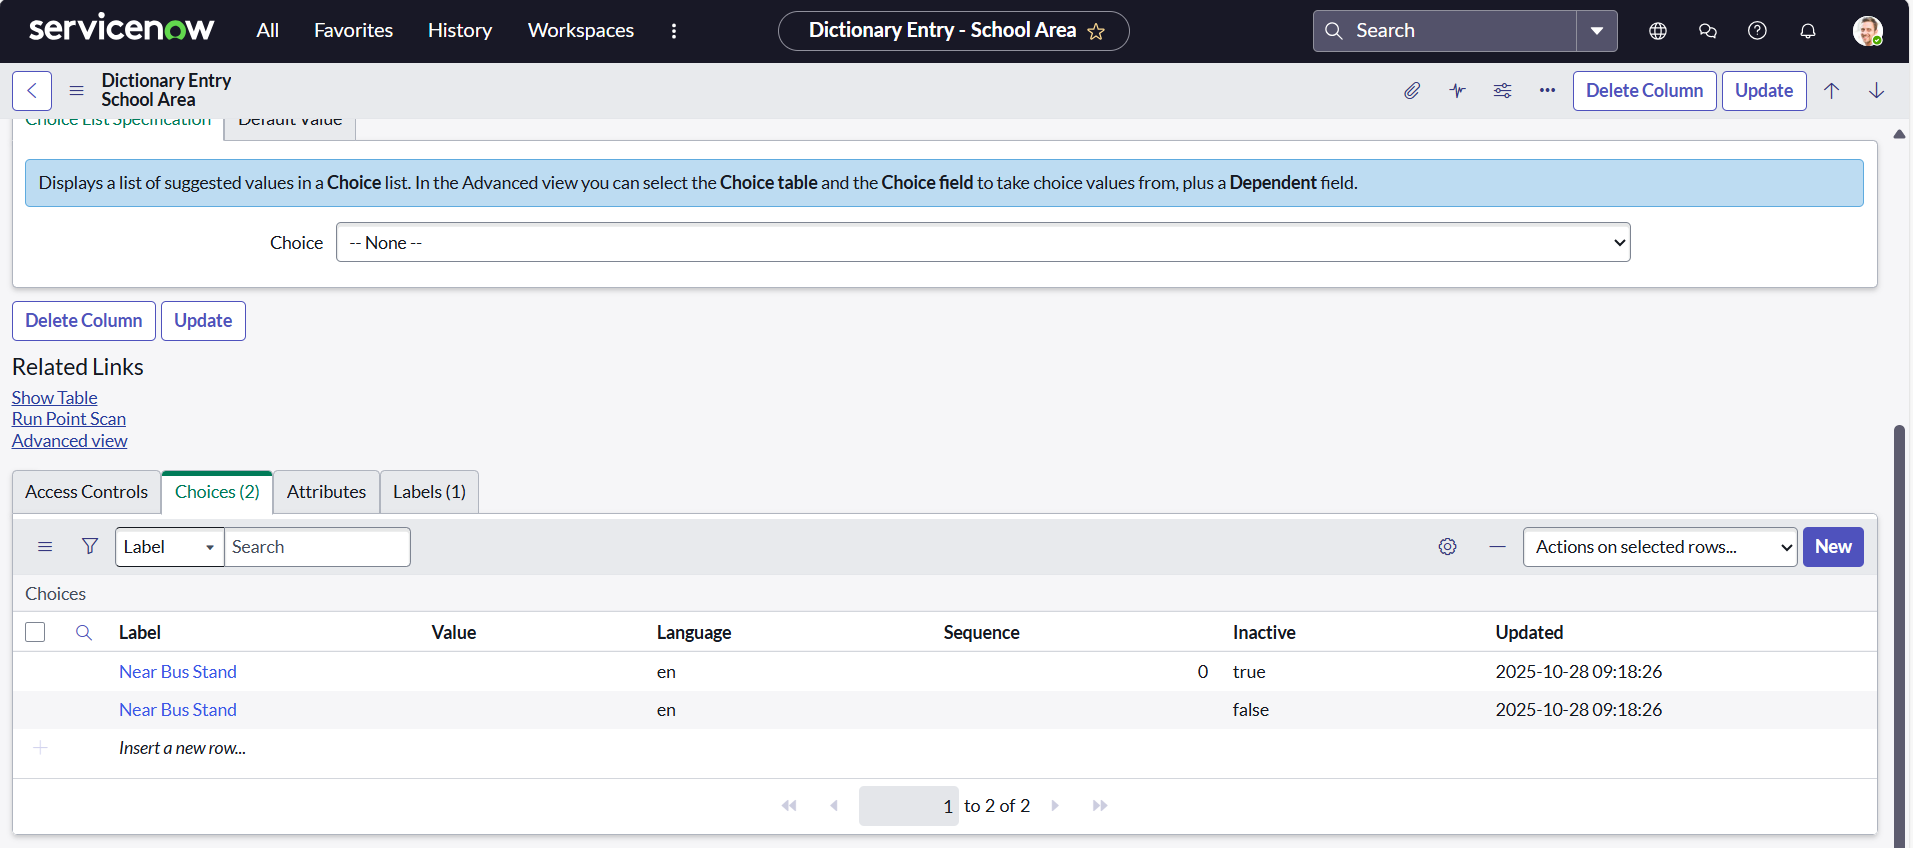 servicenow All Favorites History Workspaces Dictionary Entry - School Area Search
Dictionary Entry
School Area
Delete Column Update
Choice List Specification Default Value
Displays a list of suggested values in a Choice list. In the Advanced view you can select the Choice table and the Choice field to take choice values from, plus a Dependent field.
Choice -- None --
Delete Column Update
Related Links
Show Table
Run Point Scan
Advanced view
Access Controls Choices (2) Attributes Labels (1)
Label Search Actions on selected rows... New
Choices
Label Value Language Sequence Inactive Updated
Near Bus Stand en 0 true 2025-10-28 09:18:26
Near Bus Stand en false 2025-10-28 09:18:26
Insert a new row...
1 to 2 of 2